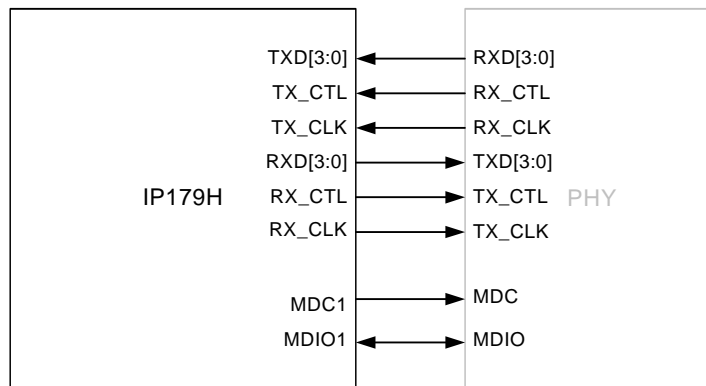 TXD[3:0] RXD[3:0]
TX_CTL RX_CTL
TX_CLK RX_CLK
RXD[3:0] TXD[3:0]
IP179H RX_CTL TX_CTL PHY
RX_CLK TX_CLK
MDC1 MDC
MDIO1 MDIO